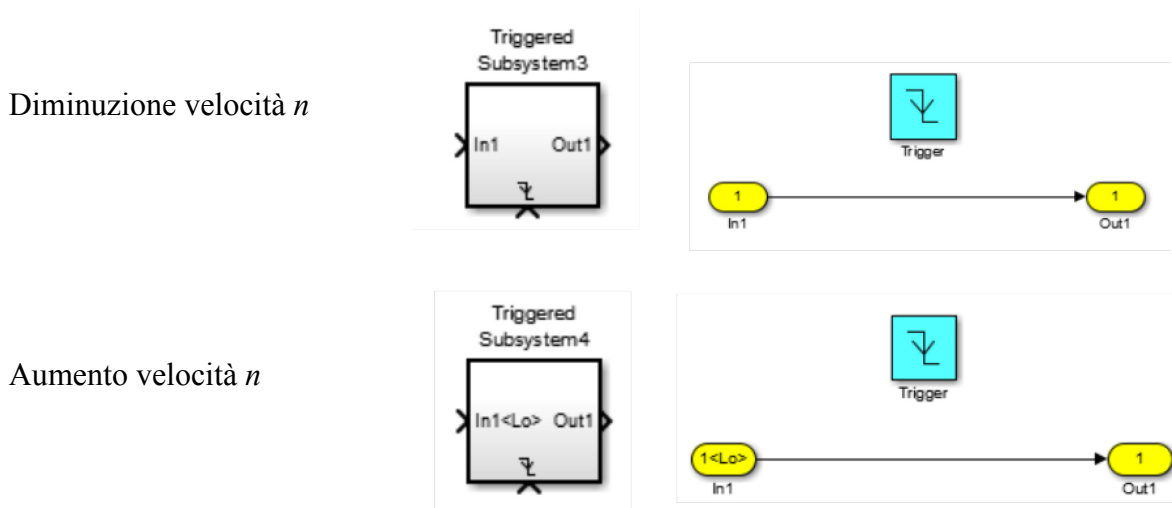 Triggered
Subsystem3
Diminuzione velocità n
In1 Out1
Trigger
1 1
In1 Out1
Triggered
Subsystem4
Aumento velocità n
In1<Lo> Out1
Trigger
1<Lo> 1
In1 Out1